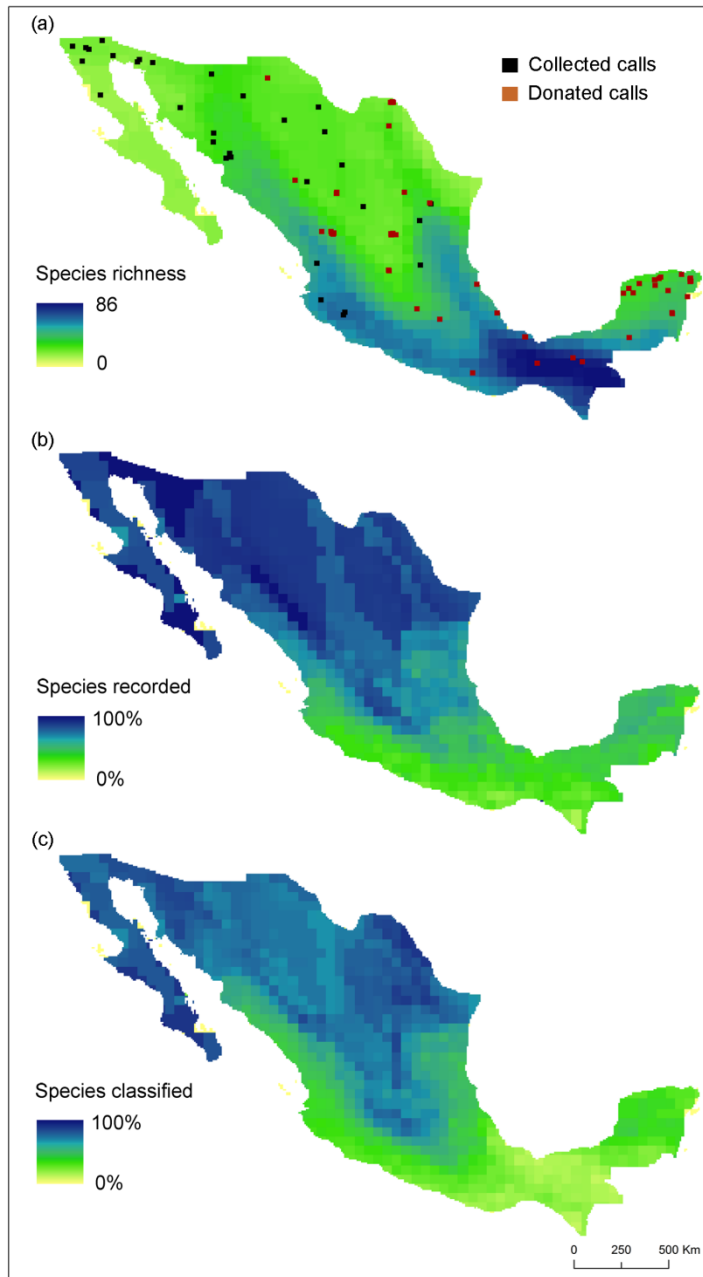 (a)
Collected calls
Donated calls
Species richness
86
0
(b)
Species recorded
100%
0%
(c)
Species classified
100%
0%
0 250 500 Km